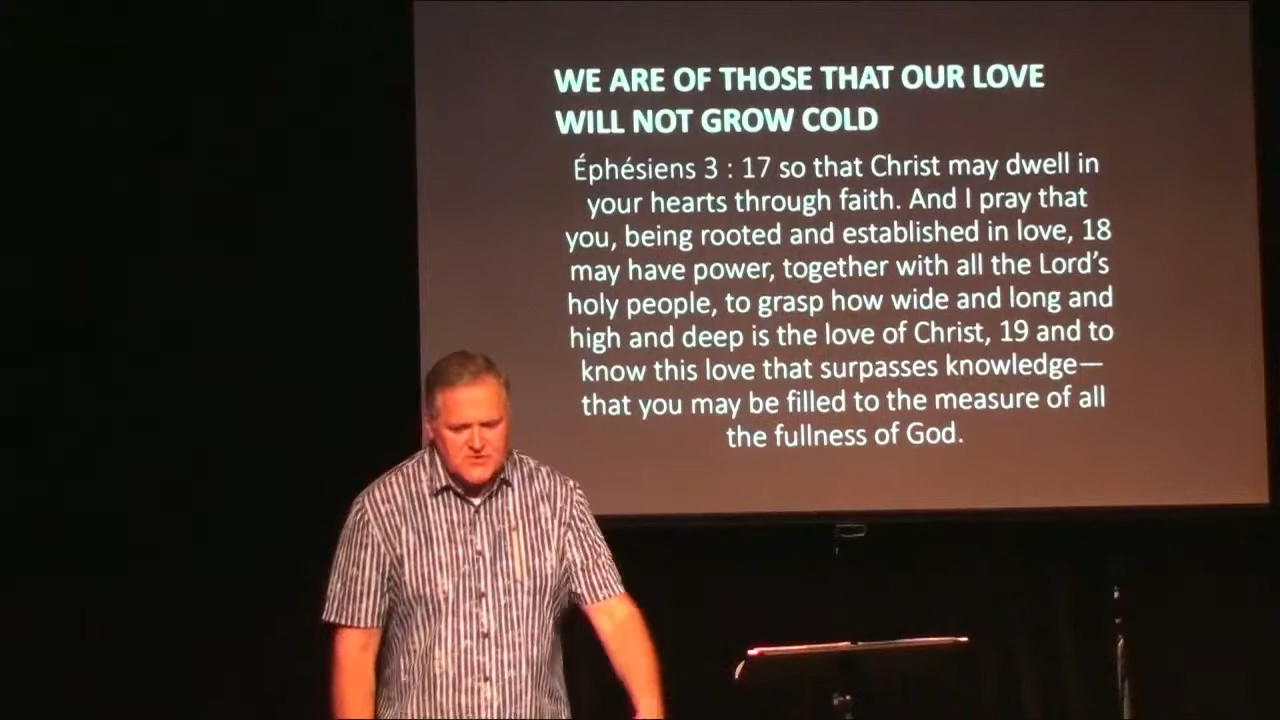 WE ARE OF THOSE THAT OUR LOVE
WILL NOT GROW COLD
Éphésiens 3 : 17 so that Christ may dwell in
your hearts through faith. And I pray that
you, being rooted and established in love, 18
may have power, together with all the Lord’s
holy people, to grasp how wide and long and
high and deep is the love of Christ, 19 and to
know this love that surpasses knowledge—
that you may be filled to the measure of all
the fullness of God.